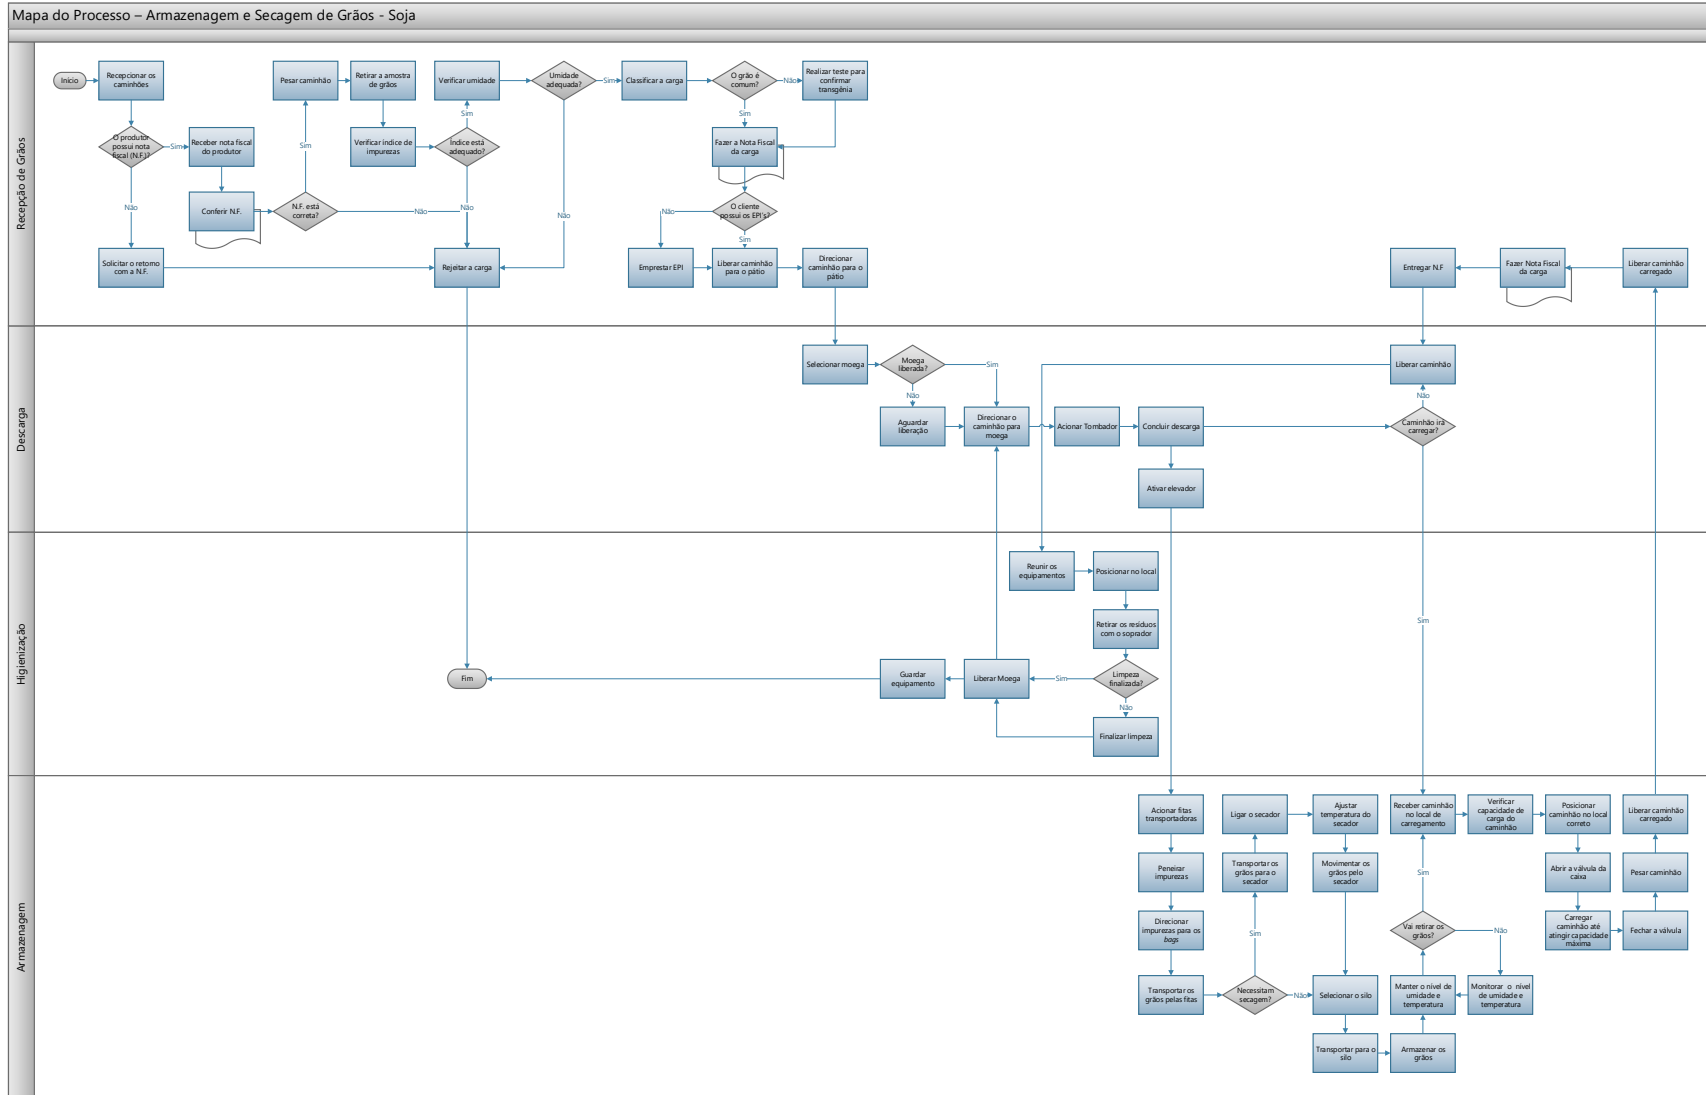 Mapa do Processo – Armazenagem e Secagem de Grãos - Soja
Recepção de Grãos
Início
Recepcionar os
caminhões
O produtor
possui nota
fiscal (N.F.)?
Sim
Receber nota fiscal
do produtor
Conferir N.F.
Não
Solicitar o retorno
com a N.F.
N.F. está
correta?
Sim
Não
Pesar caminhão
Retirar a amostra
de grãos
Verificar índice de
impurezas
Índice está
adequado?
Sim
Não
Verificar umidade
Umidade
adequada?
Sim
Não
Rejeitar a carga
Classificar a carga
O grão é
comum?
Não
Sim
Realizar teste para
confirmar
transgênia
Fazer a Nota Fiscal
da carga
O cliente
possui os EPI's?
Não
Sim
Emprestar EPI
Liberar caminhão
para o pátio
Direcionar
caminhão para o
pátio
Entregar N.F
Fazer Nota Fiscal
da carga
Liberar caminhão
carregado
Descarga
Selecionar moega
Moega
liberada?
Sim
Não
Aguardar
liberação
Direcionar o
caminhão para
moega
Acionar Tombador
Concluir descarga
Ativar elevador
Liberar caminhão
Não
Caminhão irá
carregar?
Sim
Higienização
Reunir os
equipamentos
Posicionar no local
Retirar os resíduos
com o soprador
Limpeza
finalizada?
Sim
Não
Finalizar limpeza
Liberar Moega
Guardar
equipamento
Fim
Armazenagem
Acionar fitas
transportadoras
Peneirar
impurezas
Direcionar
impurezas para os
bags
Transportar os
grãos pelas fitas
Necessitam
secagem?
Sim
Não
Transportar os
grãos para o
secador
Ligar o secador
Ajustar
temperatura do
secador
Movimentar os
grãos pelo
secador
Selecionar o silo
Transportar para o
silo
Armazenar os
grãos
Manter o nível de
umidade e
temperatura
Vai retirar os
grãos?
Não
Sim
Monitorar o nível
de umidade e
temperatura
Receber caminhão
no local de
carregamento
Verificar
capacidade de
carga do
caminhão
Posicionar
caminhão no local
correto
Abrir a válvula da
caixa
Carregar
caminhão até
atingir capacidade
máxima
Fechar a válvula
Pesar caminhão
Liberar caminhão
carregado